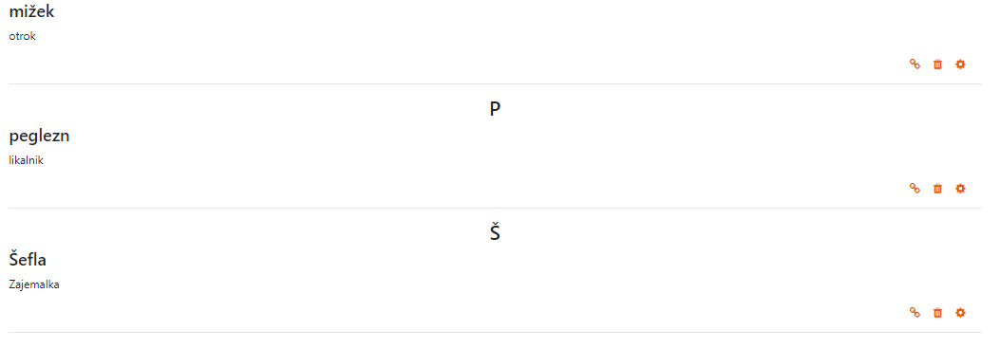 mižek
otrok
P
peglezn
likalnik
Š
Šefla
Zajemalka